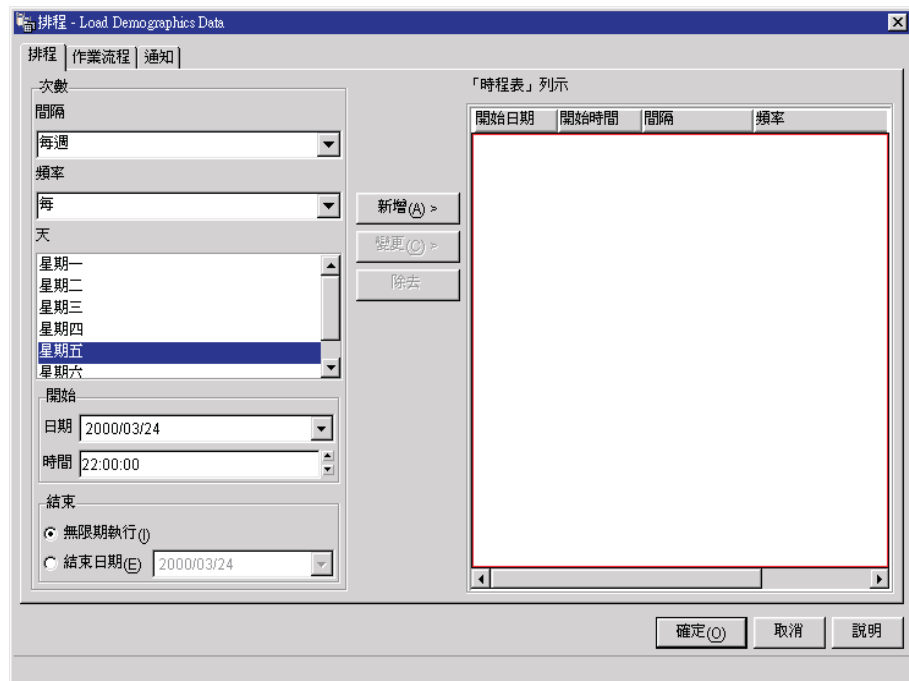 排程 - Load Demographics Data
排程 作業流程 通知
次數
間隔
每週
頻率
每
天
星期一
星期二
星期三
星期四
星期五
星期六
開始
日期 2000/03/24
時間 22:00:00
結束
無限期執行(I)
結束日期(E) 2000/03/24
新增(A) >
變更(C) >
除去
「時程表」列示
開始日期 開始時間 間隔 頻率
確定(O) 取消 說明